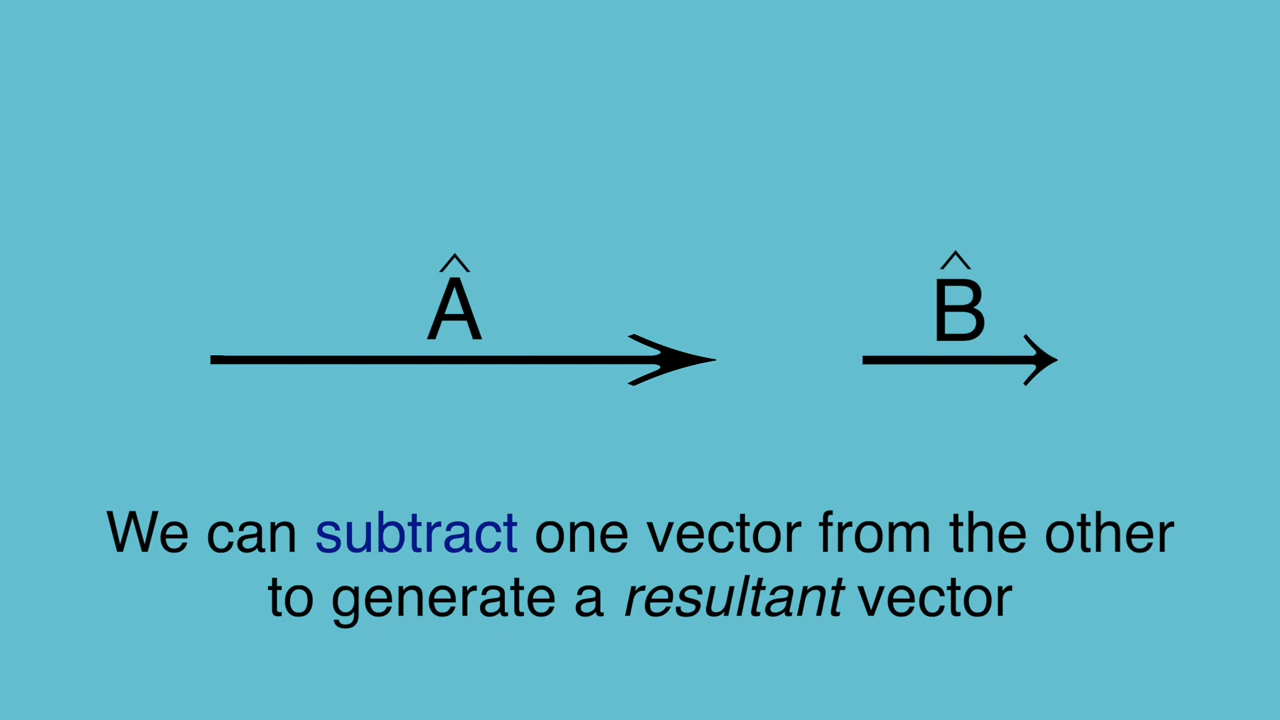 Â B̂
We can subtract one vector from the other
to generate a resultant vector